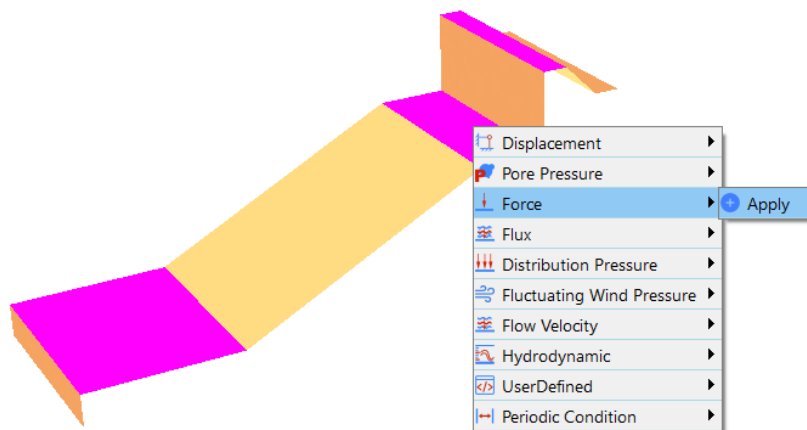 Displacement
P Pore Pressure
Force
Apply
Flux
Distribution Pressure
Fluctuating Wind Pressure
Flow Velocity
Hydrodynamic
</> UserDefined
Periodic Condition